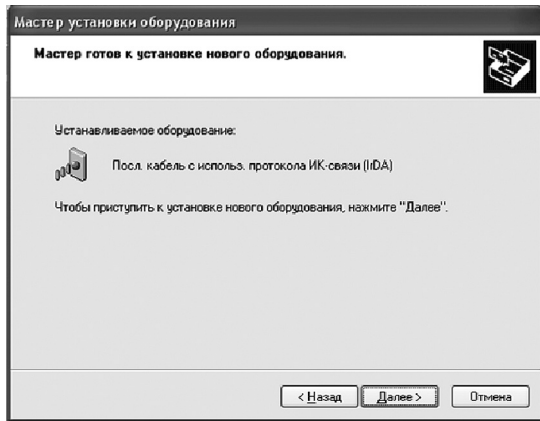 Мастер установки оборудования
Мастер готов к установке нового оборудования.
Устанавливаемое оборудование:
Посл. кабель с использ. протокола ИК-связи (IrDA)
Чтобы приступить к установке нового оборудования, нажмите "Далее".
< Назад Далее > Отмена